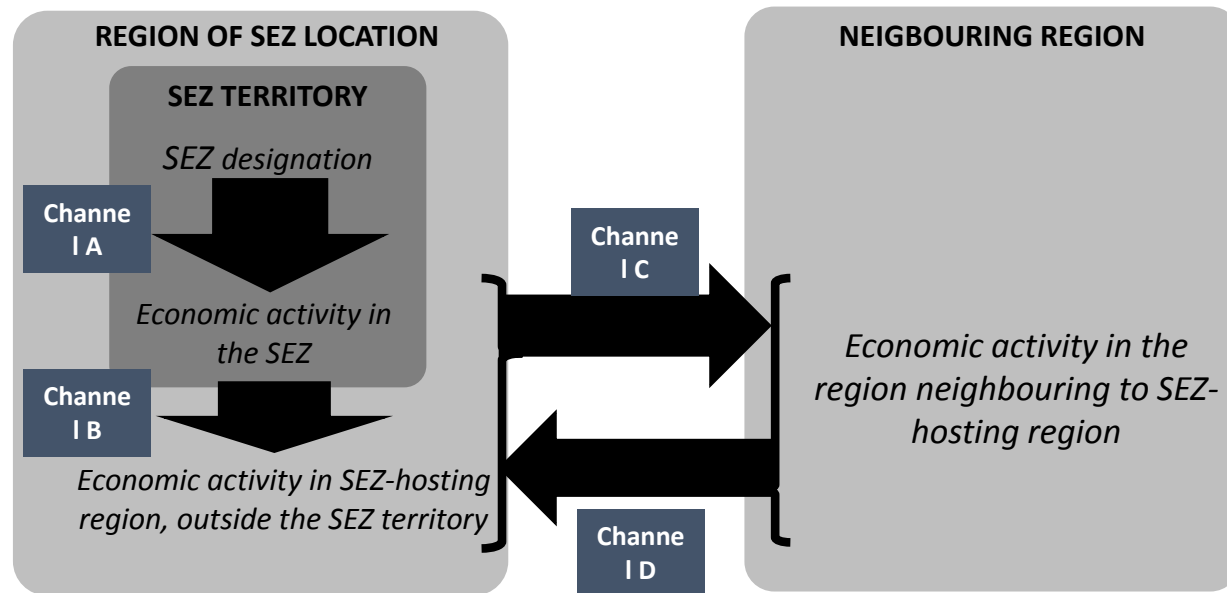 REGION OF SEZ LOCATION
SEZ TERRITORY
SEZ designation
Channe
l A
Economic activity in
the SEZ
Channe
l B
Economic activity in SEZ-hosting
region, outside the SEZ territory
Channe
l C
Channe
l D
NEIGBOURING REGION
Economic activity in the
region neighbouring to SEZ-
hosting region